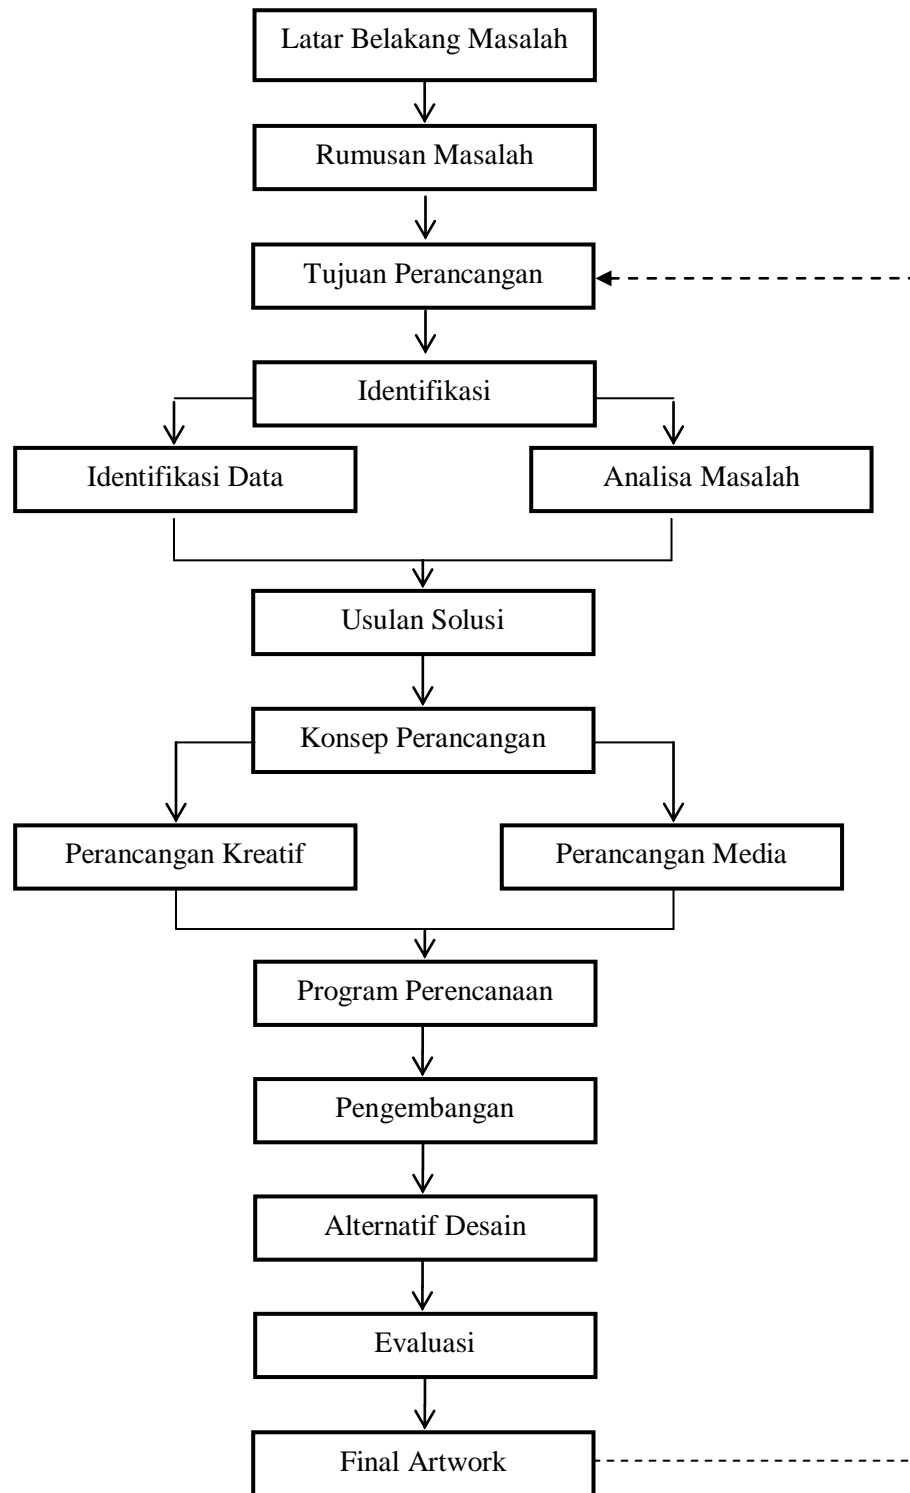 Latar Belakang Masalah
Rumusan Masalah
Tujuan Perancangan
Identifikasi
Identifikasi Data
Analisa Masalah
Usulan Solusi
Konsep Perancangan
Perancangan Kreatif
Perancangan Media
Program Perencanaan
Pengembangan
Alternatif Desain
Evaluasi
Final Artwork